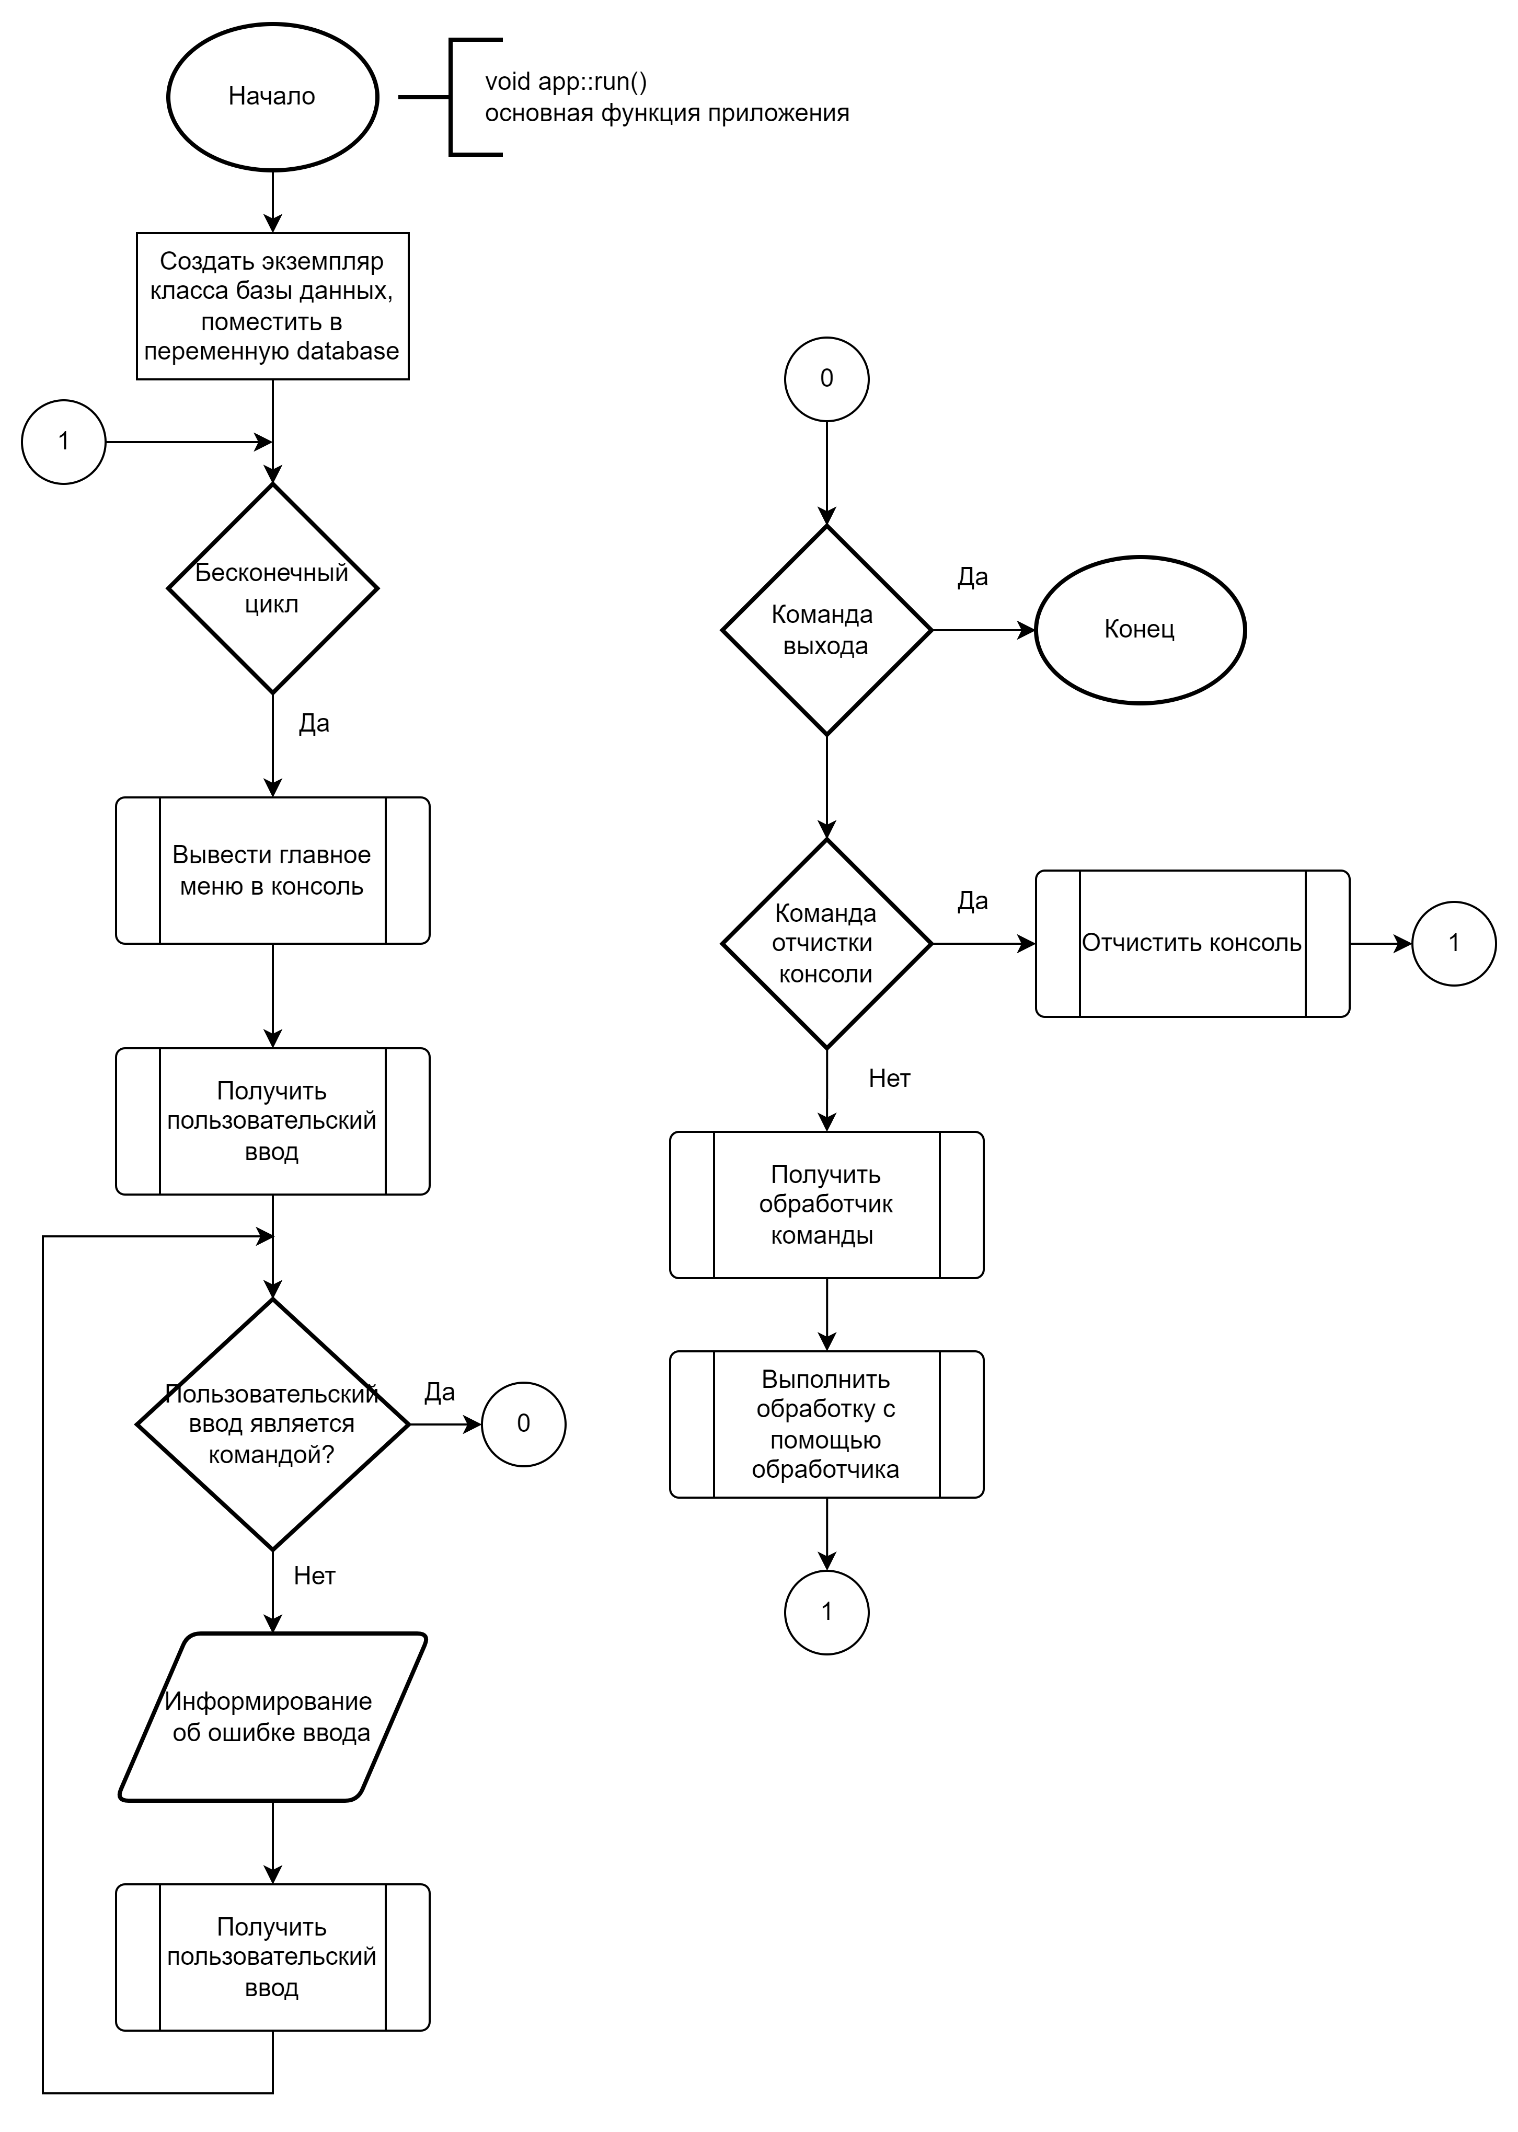 Начало
void app::run()
основная функция приложения
Создать экземпляр
класса базы данных,
поместить в
переменную database
1
Бесконечный
цикл
Да
Вывести главное
меню в консоль
Получить
пользовательский
ввод
Пользовательский
ввод является
командой?
Да
0
Нет
Информирование
об ошибке ввода
Получить
пользовательский
ввод
0
Команда
выхода
Да
Конец
Команда
отчистки
консоли
Да
Отчистить консоль
1
Нет
Получить
обработчик
команды
Выполнить
обработку с
помощью
обработчика
1